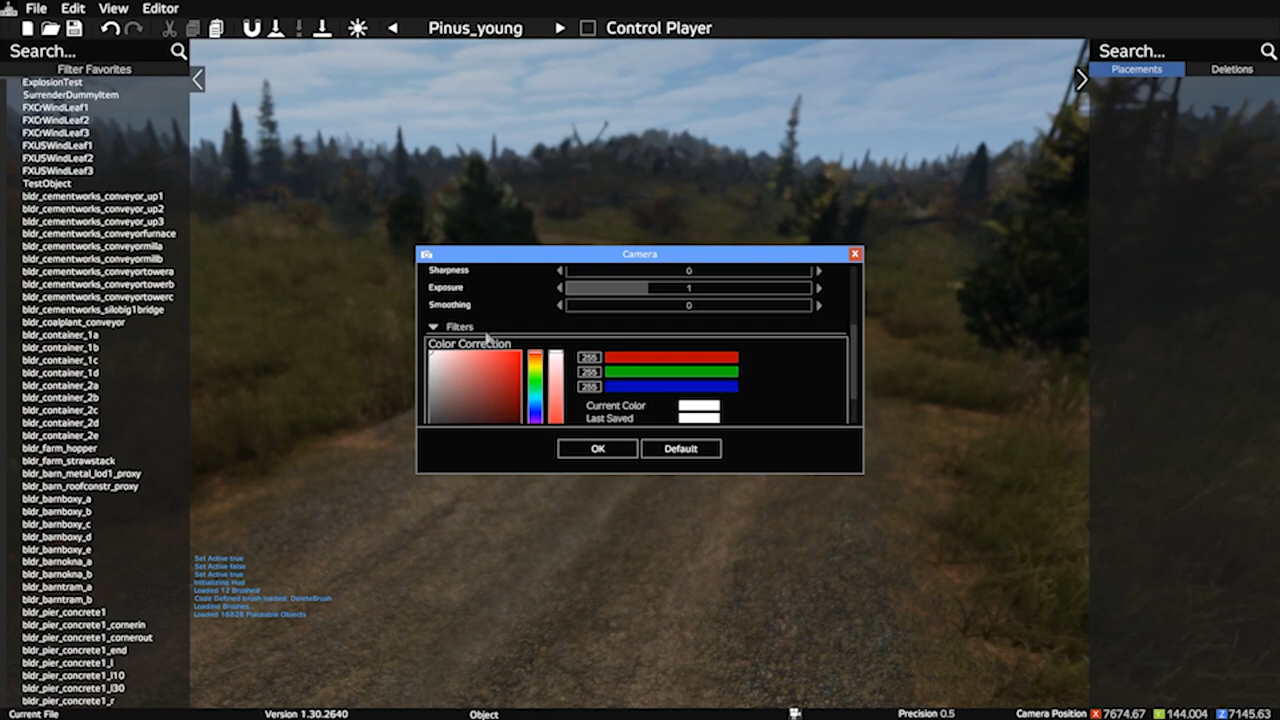 File Edit View Editor
Pinus_young Control Player
Search...
Filter Favorites
ExplosionTest
SurrenderDummyItem
FXCrWindLeaf1
FXCrWindLeaf2
FXCrWindLeaf3
FXUSWindLeaf1
FXUSWindLeaf2
FXUSWindLeaf3
TestObject
bldr_cementworks_conveyor_up1
bldr_cementworks_conveyor_up2
bldr_cementworks_conveyor_up3
bldr_cementworks_conveyorfurnace
bldr_cementworks_conveyormilla
bldr_cementworks_conveyormillb
bldr_cementworks_conveyortowera
bldr_cementworks_conveyortowerb
bldr_cementworks_conveyortowerc
bldr_cementworks_silobig1bridge
bldr_coalplant_conveyor
bldr_container_1a
bldr_container_1b
bldr_container_1c
bldr_container_1d
bldr_container_2a
bldr_container_2b
bldr_container_2c
bldr_container_2d
bldr_container_2e
bldr_farm_hopper
bldr_farm_strawstack
bldr_barn_metal_lod1_proxy
bldr_barn_roofconstr_proxy
bldr_barnboxy_a
bldr_barnboxy_b
bldr_barnboxy_c
bldr_barnboxy_d
bldr_barnboxy_e
bldr_barnokna_a
bldr_barnokna_b
bldr_barntram_a
bldr_barntram_b
bldr_pier_concrete1
bldr_pier_concrete1_cornerin
bldr_pier_concrete1_cornerout
bldr_pier_concrete1_end
bldr_pier_concrete1_l
bldr_pier_concrete1_l10
bldr_pier_concrete1_l30
bldr_pier_concrete1_r
Camera
Sharpness 0
Exposure 1
Smoothing 0
Filters
Color Correction
255
255
255
Current Color
Last Saved
OK Default
Set Active true
Set Active false
Set Active true
Initializing Hud
Loaded 12 Brushes!
Code Defined brush loaded: DeleteBrush
Loading Brushes...
Loaded 16828 Placeable Objects
Search...
Placements Deletions
Current File Version 1.30.2640 Object Precision 0.5 Camera Position X 7674.67 Y 144.004 Z 7145.63